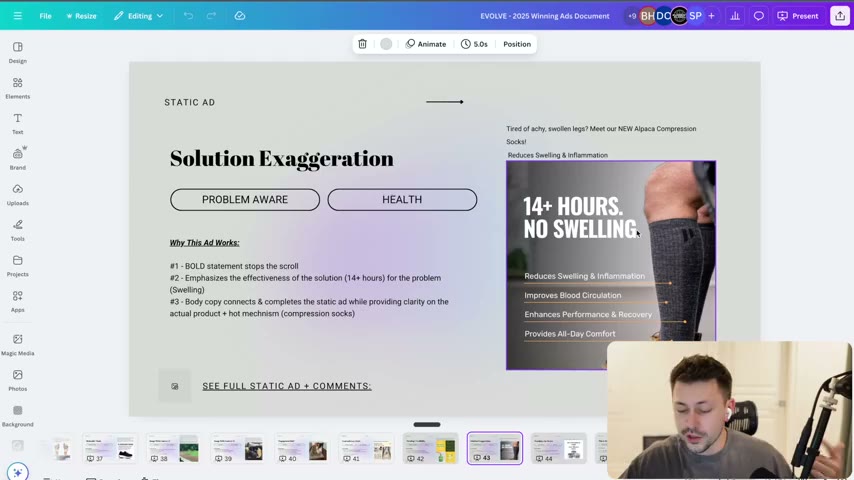 File
Resize
Editing
EVOLVE - 2025 Winning Ads Document
+9
BH
DC
SP
Present
Animate
5.0s
Position
Design
Elements
Text
Brand
Uploads
Tools
Projects
Apps
Magic Media
Photos
Background
STATIC AD
Solution Exaggeration
PROBLEM AWARE
HEALTH
Why This Ad Works:
#1 - BOLD statement stops the scroll
#2 - Emphasizes the effectiveness of the solution (14+ hours) for the problem
(Swelling)
#3 - Body copy connects & completes the static ad while providing clarity on the
actual product + hot mechnism (compression socks)
SEE FULL STATIC AD + COMMENTS:
Tired of achy, swollen legs? Meet our NEW Alpaca Compression
Socks!
Reduces Swelling & Inflammation
14+ HOURS.
NO SWELLING.
Reduces Swelling & Inflammation
Improves Blood Circulation
Enhances Performance & Recovery
Provides All-Day Comfort
37
38
39
40
41
42
43
44